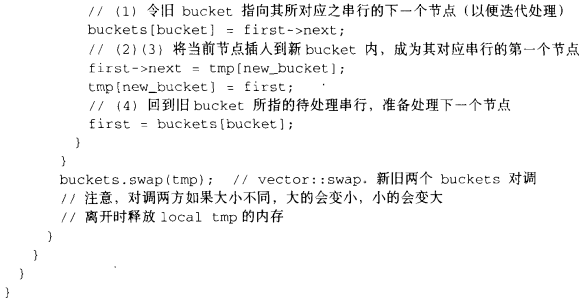 // (1) 令旧 bucket 指向其所对应之串行的下一个节点（以便迭代处理）
buckets[bucket] = first->next;
// (2)(3) 将当前节点插入到新 bucket 内，成为其对应串行的第一个节点
first->next = tmp[new_bucket];
tmp[new_bucket] = first;
// (4) 回到旧 bucket 所指的待处理串行，准备处理下一个节点
first = buckets[bucket];
}
}
buckets.swap(tmp); // vector::swap. 新旧两个 buckets 对调
// 注意，对调两方如果大小不同，大的会变小，小的会变大
// 离开时释放 local tmp 的内存
}
}
}
}